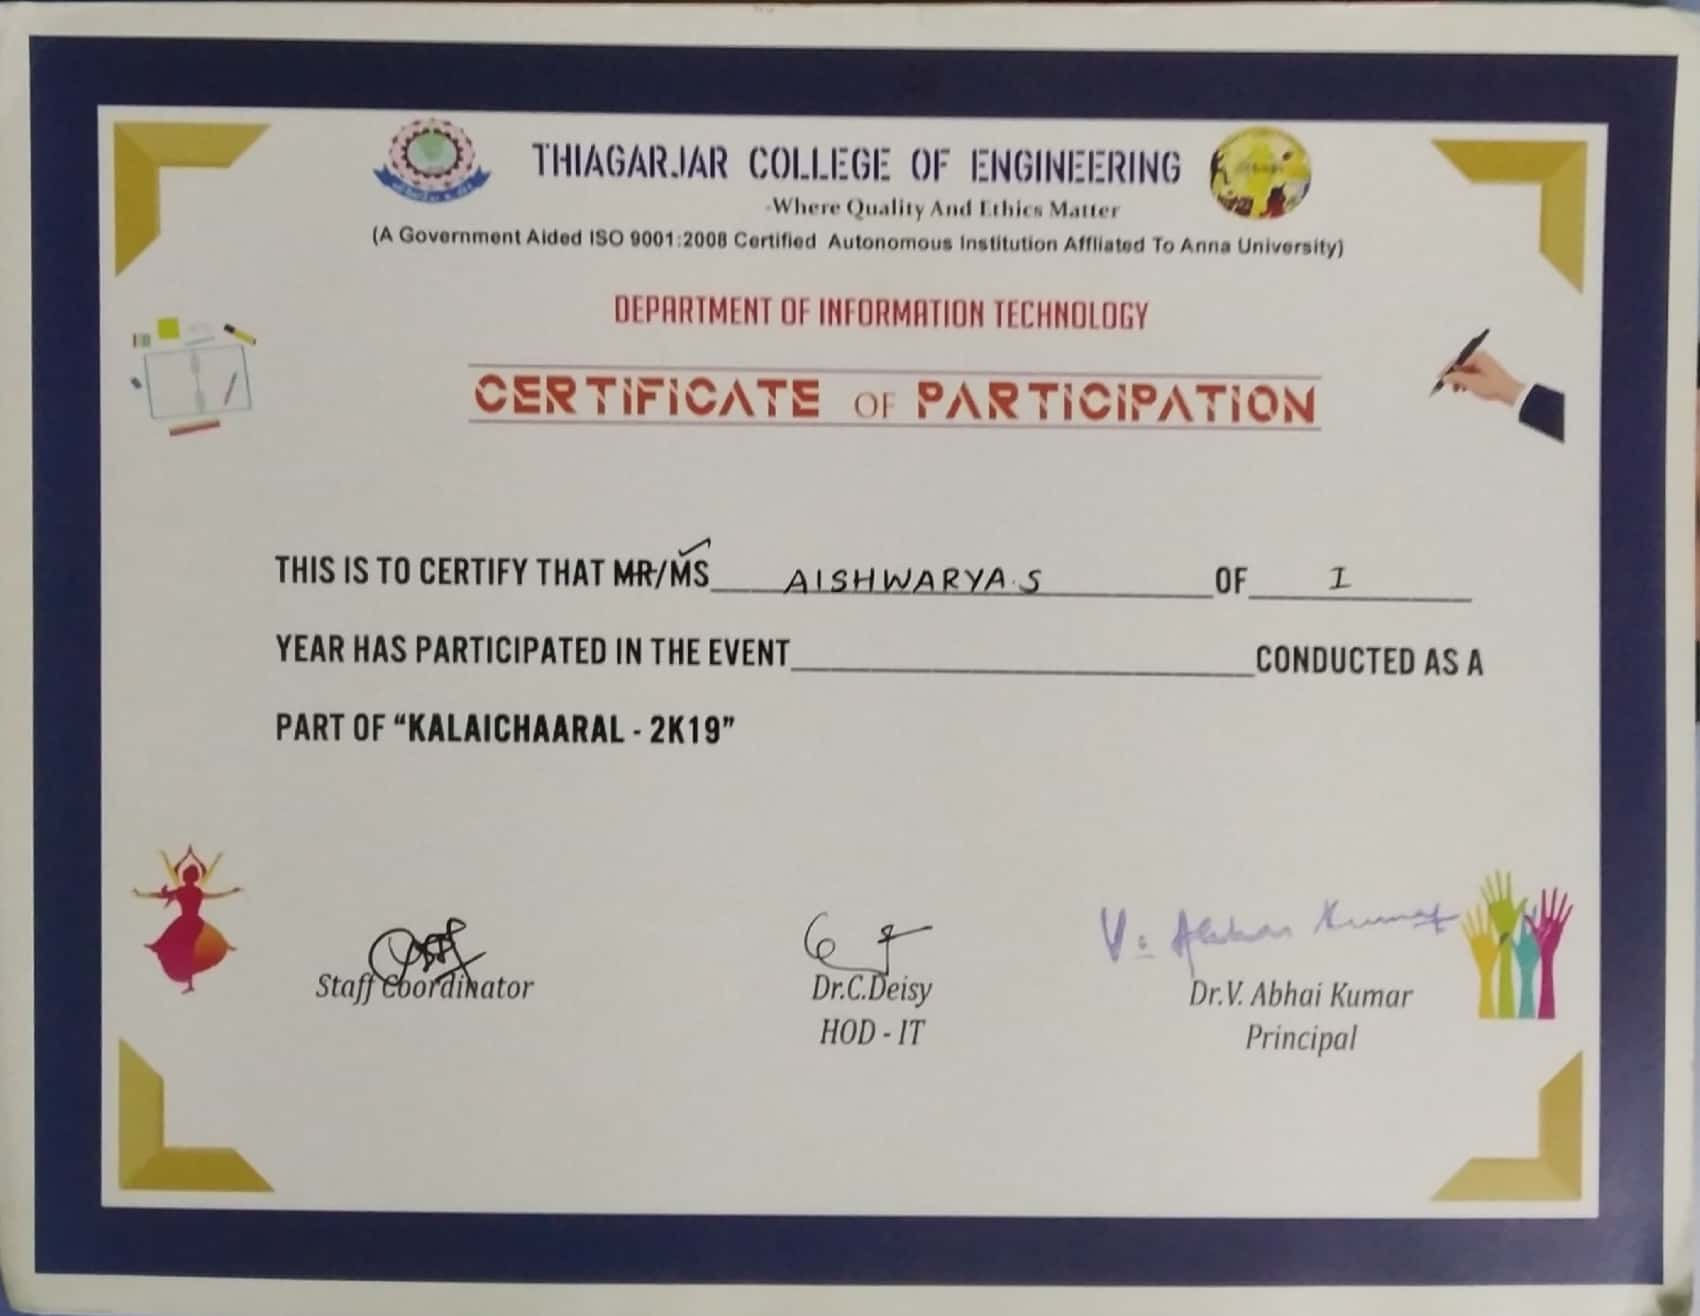 THIAGARJAR COLLEGE OF ENGINEERING
-Where Quality And Ethics Matter
(A Government Aided ISO 9001:2008 Certified Autonomous Institution Affliated To Anna University)
DEPARTMENT OF INFORMATION TECHNOLOGY
CERTIFICATE OF PARTICIPATION
THIS IS TO CERTIFY THAT MR/MS AISHWARYA.S OF I
YEAR HAS PARTICIPATED IN THE EVENT CONDUCTED AS A
PART OF “KALAICHAARAL - 2K19”
V. Abhai Kumar
Staff Coordinator Dr.C.Deisy Dr.V. Abhai Kumar
HOD - IT Principal